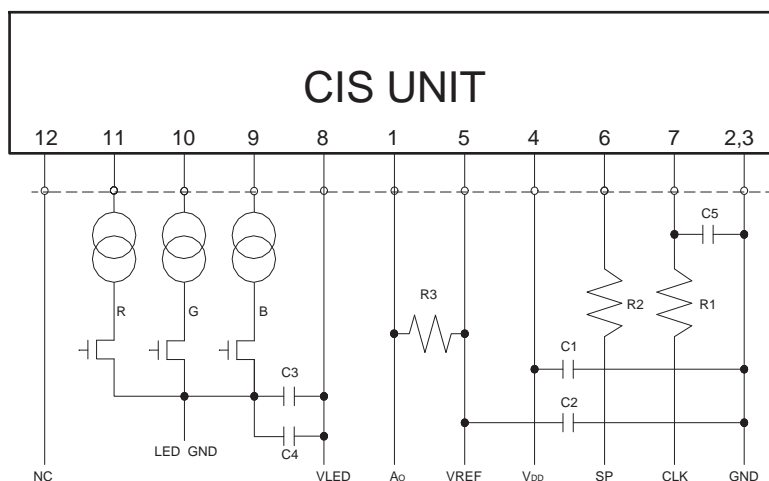 CIS UNIT
12 11 10 9 8 1 5 4 6 7 2,3
C5
R3 R2 R1
R G B
C1
C3
C2
LED GND C4
NC VLED Ao VREF VDD SP CLK GND